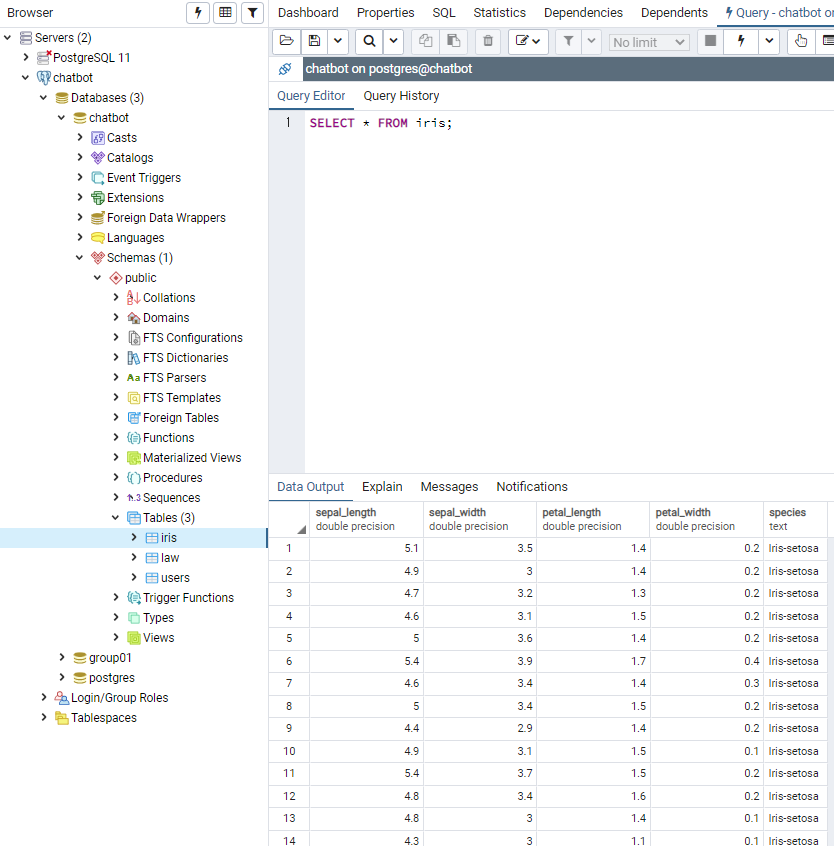 Browser
Servers (2)
PostgreSQL 11
chatbot
Databases (3)
chatbot
Casts
Catalogs
Event Triggers
Extensions
Foreign Data Wrappers
Languages
Schemas (1)
public
Collations
Domains
FTS Configurations
FTS Dictionaries
Aa FTS Parsers
FTS Templates
Foreign Tables
Functions
Materialized Views
Procedures
1..3 Sequences
Tables (3)
iris
law
users
Trigger Functions
Types
Views
group01
postgres
Login/Group Roles
Tablespaces
Dashboard Properties SQL Statistics Dependencies Dependents Query - chatbot on
No limit
chatbot on postgres@chatbot
Query Editor Query History
1 SELECT * FROM iris;
Data Output Explain Messages Notifications
sepal_length sepal_width petal_length petal_width species
double precision double precision double precision double precision text
1 5.1 3.5 1.4 0.2 Iris-setosa
2 4.9 3 1.4 0.2 Iris-setosa
3 4.7 3.2 1.3 0.2 Iris-setosa
4 4.6 3.1 1.5 0.2 Iris-setosa
5 5 3.6 1.4 0.2 Iris-setosa
6 5.4 3.9 1.7 0.4 Iris-setosa
7 4.6 3.4 1.4 0.3 Iris-setosa
8 5 3.4 1.5 0.2 Iris-setosa
9 4.4 2.9 1.4 0.2 Iris-setosa
10 4.9 3.1 1.5 0.1 Iris-setosa
11 5.4 3.7 1.5 0.2 Iris-setosa
12 4.8 3.4 1.6 0.2 Iris-setosa
13 4.8 3 1.4 0.1 Iris-setosa
14 4.3 3 1.1 0.1 Iris-setosa